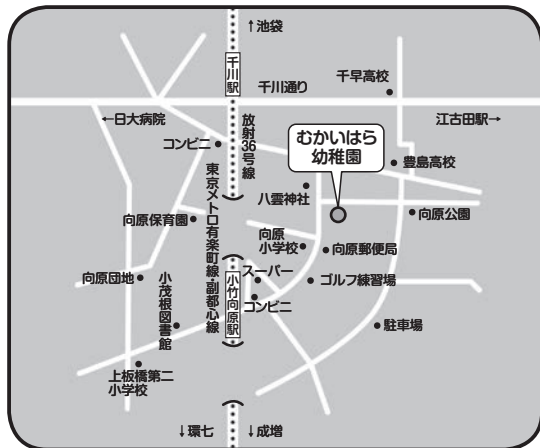 ↑池袋
千川駅
千早高校
千川通り
←日大病院
江古田駅→
コンビニ
放射36号線
むかいはら
幼稚園
豊島高校
東京メトロ有楽町線・副都心線
八雲神社
向原保育園
向原公園
向原
小学校
向原郵便局
スーパー
向原団地
小茂根図書館
小竹向原駅
ゴルフ練習場
コンビニ
駐車場
上板橋第二
小学校
↓環七
↓成増